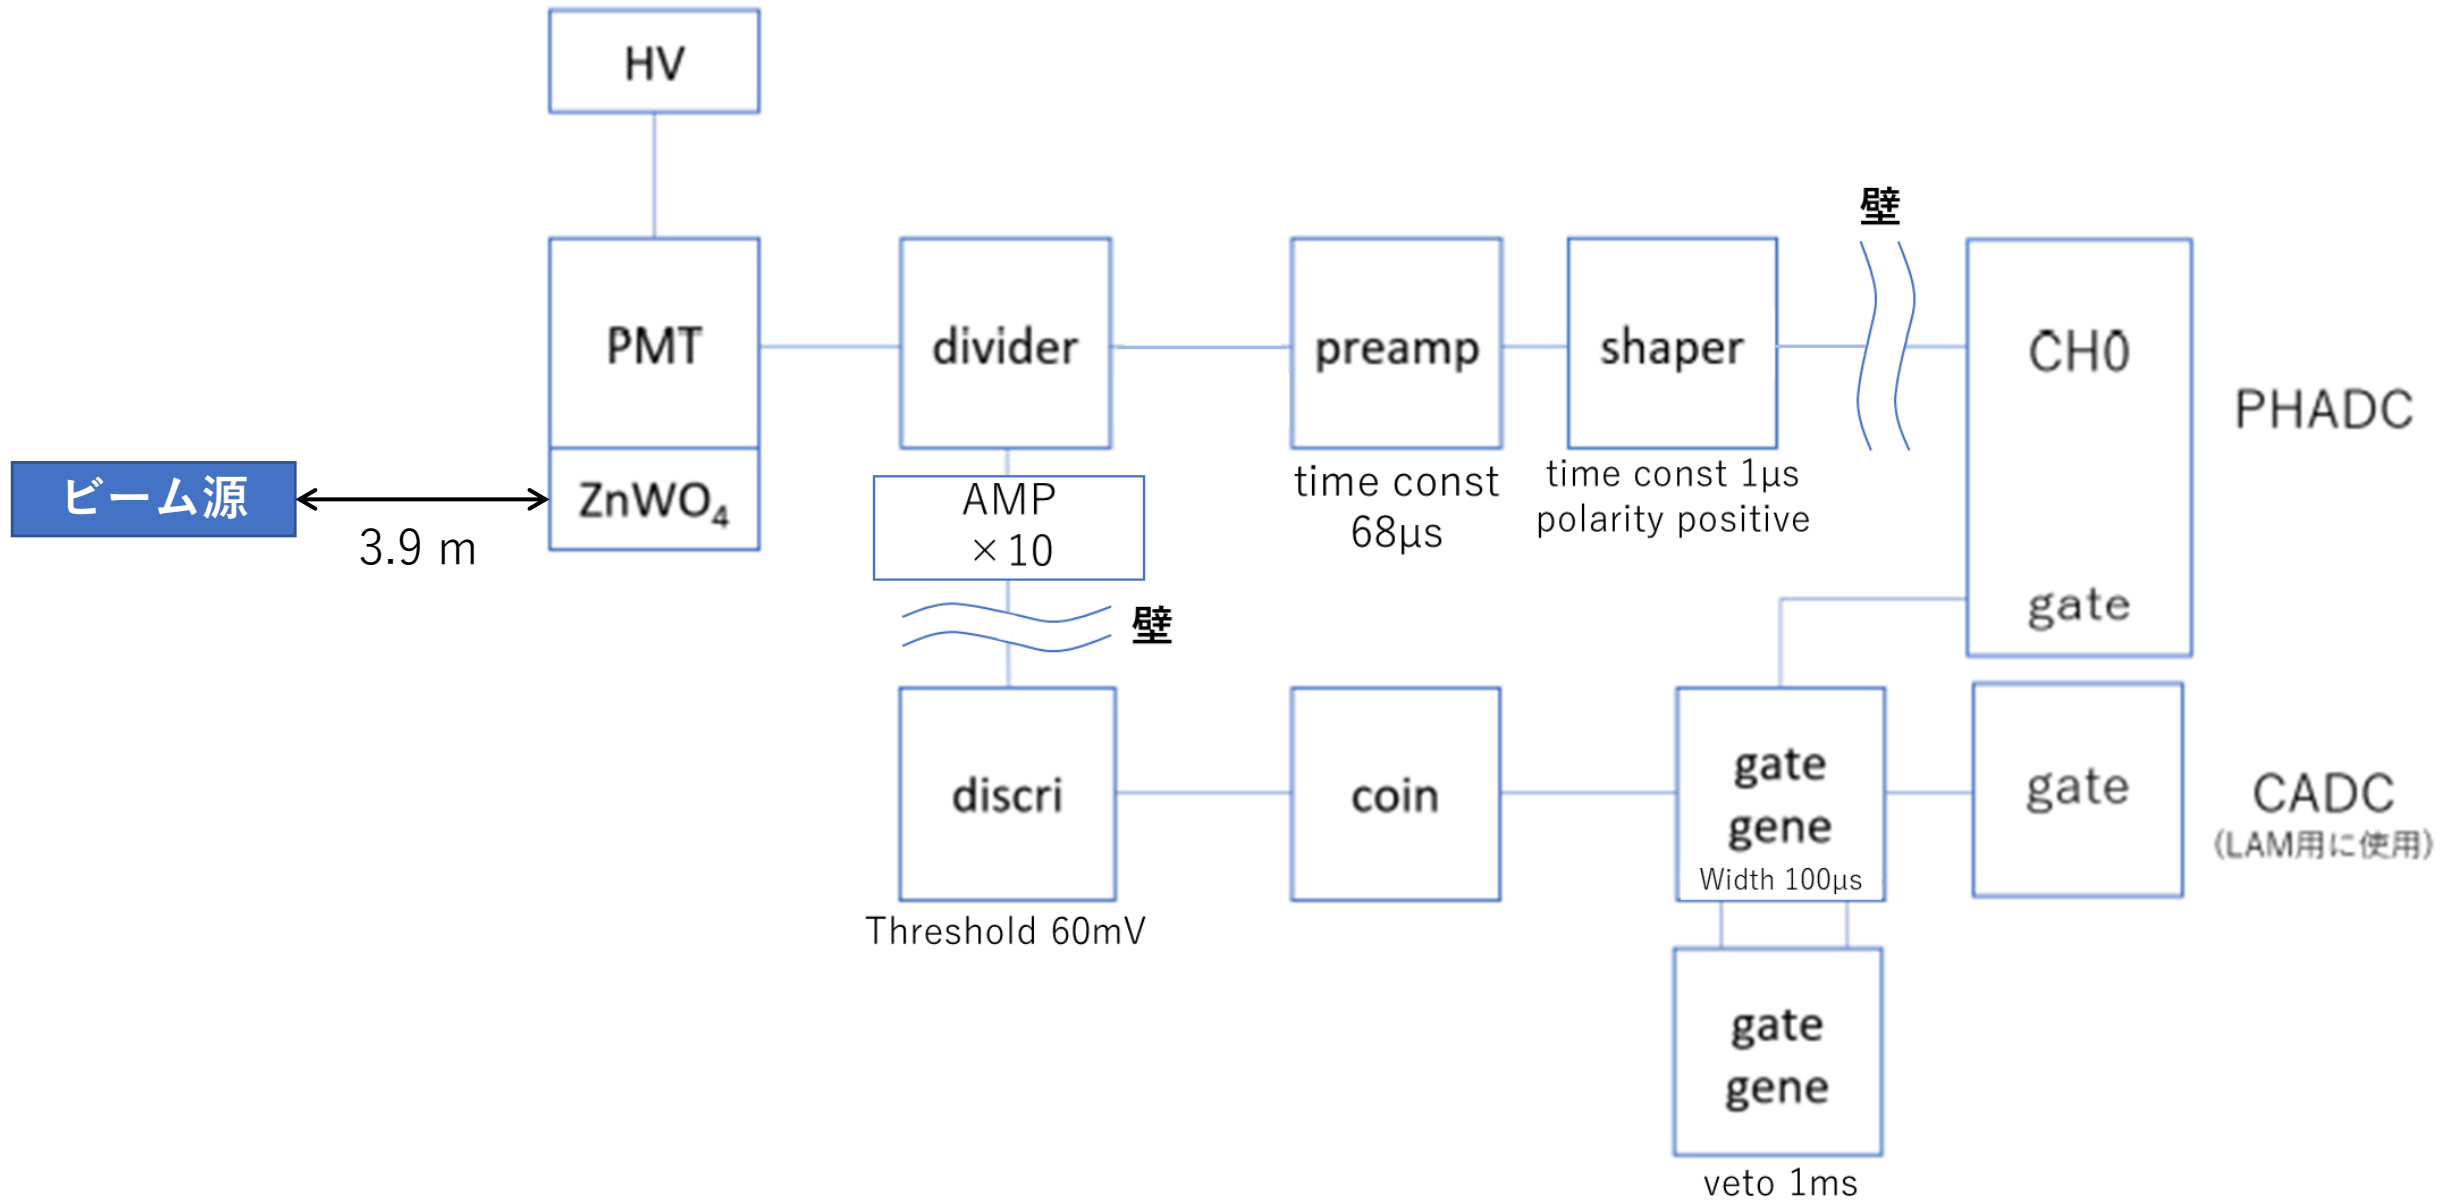 HV
壁
PMT
divider
preamp
shaper
CH0
PHADC
ビーム源
3.9 m
ZnWO₄
AMP
×10
time const
68μs
time const 1μs
polarity positive
壁
gate
discri
coin
gate
gene
Width 100μs
gate
CADC
(LAM用に使用)
Threshold 60mV
gate
gene
veto 1ms